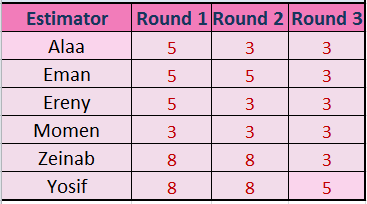 Estimator Round 1 Round 2 Round 3
Alaa 5 3 3
Eman 5 5 3
Ereny 5 3 3
Momen 3 3 3
Zeinab 8 8 3
Yosif 8 8 5